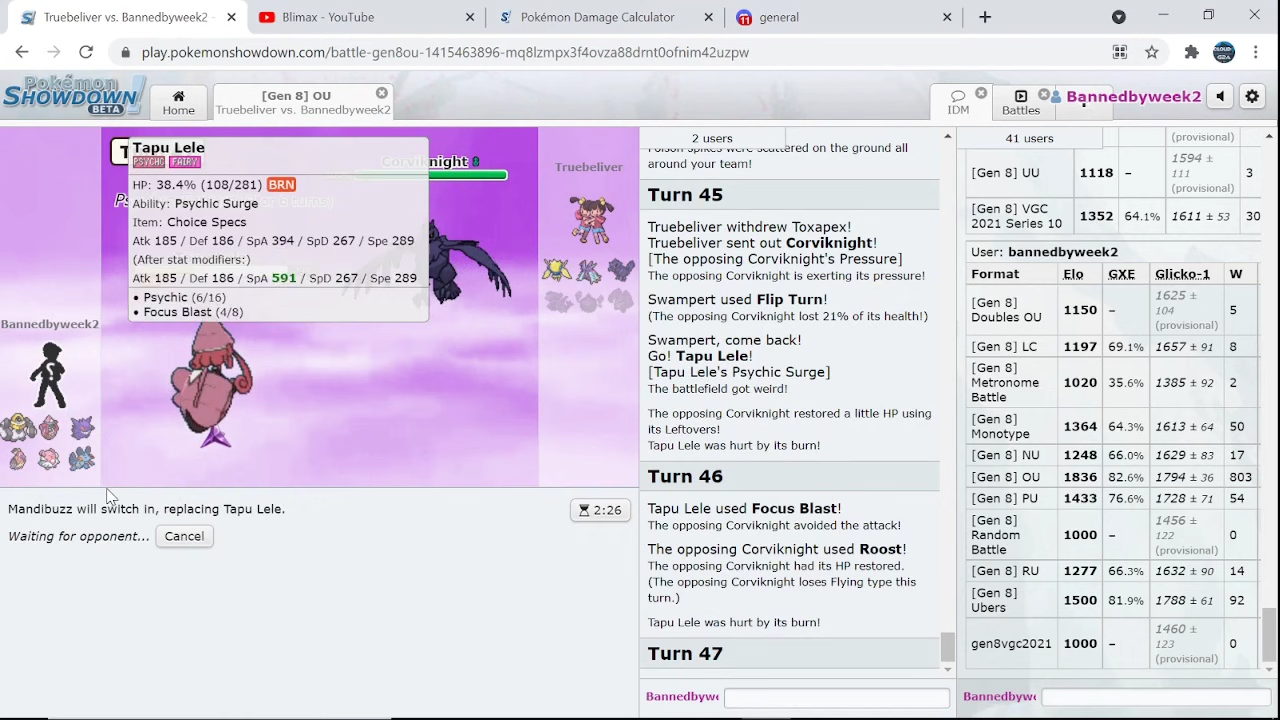 Truebeliver vs. Bannedbyweek2 -
Blimax - YouTube
Pokémon Damage Calculator
11
general
play.pokemonshowdown.com/battle-gen8ou-1415463896-mq8lzmpx3f4ovza88drnt0ofnim42uzpw
Pokémon
SHOWDOWN!
BETA
Home
[Gen 8] OU
Truebeliver vs. Bannedbyweek2
IDM
Battles
Bannedbyweek2
Tapu Lele
PSYCHC FAIRY
HP: 38.4% (108/281) BRN
Ability: Psychic Surge
Item: Choice Specs
Atk 185 / Def 186 / SpA 394 / SpD 267 / Spe 289
(After stat modifiers:)
Atk 185 / Def 186 / SpA 591 / SpD 267 / Spe 289
• Psychic (6/16)
• Focus Blast (4/8)
Corviknight
Truebeliver
Bannedbyweek2
Mandibuzz will switch in, replacing Tapu Lele.
Waiting for opponent...
Cancel
2:26
2 users
Poison spikes were scattered on the ground all
around your team!
Turn 45
Truebeliver withdrew Toxapex!
Truebeliver sent out Corviknight!
[The opposing Corviknight's Pressure]
The opposing Corviknight is exerting its pressure!
Swampert used Flip Turn!
(The opposing Corviknight lost 21% of its health!)
Swampert, come back!
Go! Tapu Lele!
[Tapu Lele's Psychic Surge]
The battlefield got weird!
The opposing Corviknight restored a little HP using
its Leftovers!
Tapu Lele was hurt by its burn!
Turn 46
Tapu Lele used Focus Blast!
The opposing Corviknight avoided the attack!
The opposing Corviknight used Roost!
The opposing Corviknight had its HP restored.
(The opposing Corviknight loses Flying type this
turn.)
Tapu Lele was hurt by its burn!
Turn 47
Bannedbywe
41 users
(provisional)
[Gen 8] UU 1118 – 1594 ± 111 (provisional) 3
[Gen 8] VGC 2021 Series 10 1352 64.1% 1611 ± 53 30
User: bannedbyweek2
Format Elo GXE Glicko-1 W
[Gen 8] Doubles OU 1150 – 1625 ± 104 (provisional) 5
[Gen 8] LC 1197 69.1% 1657 ± 91 8
[Gen 8] Metronome Battle 1020 35.6% 1385 ± 92 2
[Gen 8] Monotype 1364 64.3% 1613 ± 64 50
[Gen 8] NU 1248 66.0% 1629 ± 83 17
[Gen 8] OU 1836 82.6% 1794 ± 36 803
[Gen 8] PU 1433 76.6% 1728 ± 71 54
[Gen 8] Random Battle 1000 – 1456 ± 122 (provisional) 0
[Gen 8] RU 1277 66.3% 1632 ± 90 14
[Gen 8] Ubers 1500 81.9% 1788 ± 61 92
gen8vgc2021 1000 – 1460 ± 123 (provisional) 0
Bannedbywe